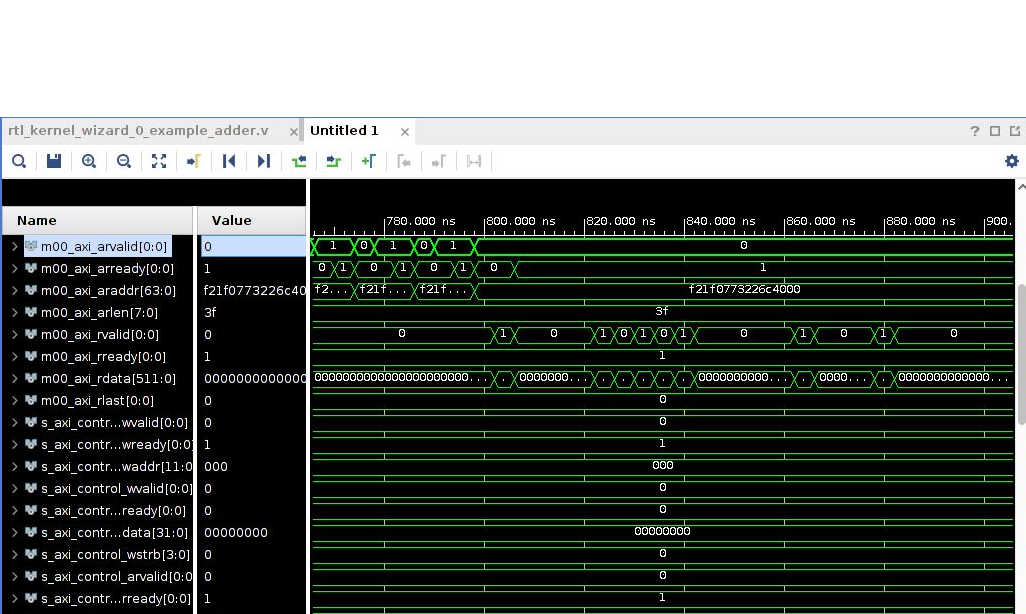 rtl_kernel_wizard_0_example_adder.v × Untitled 1 × ?
Name Value
780.000 ns 800.000 ns 820.000 ns 840.000 ns 860.000 ns 880.000 ns 900.
m00_axi_arvalid[0:0] 0 1 0 1 0 1 0
m00_axi_arready[0:0] 1 0 1 0 1 0 1 0 1
m00_axi_araddr[63:0] f21f0773226c40 f2... f21f... f21f... f21f0773226c4000
m00_axi_arlen[7:0] 3f 3f
m00_axi_rvalid[0:0] 0 0 1 0 1 0 1 0 1 0 1 0 1 0
m00_axi_rready[0:0] 1 1
m00_axi_rdata[511:0] 0000000000000 0000000000000000000000... . 0000000... . . . . . 0000000000... . 0000... . 0000000000000...
m00_axi_rlast[0:0] 0 0
s_axi_contr...wvalid[0:0] 0 0
s_axi_contr...wready[0:0] 1 1
s_axi_contr...waddr[11:0 000 000
s_axi_control_wvalid[0:0] 0 0
s_axi_contr...ready[0:0] 0 0
s_axi_contr...data[31:0] 00000000 00000000
s_axi_control_wstrb[3:0] 0 0
s_axi_control_arvalid[0:0 0 0
s_axi_contr...rready[0:0] 1 1